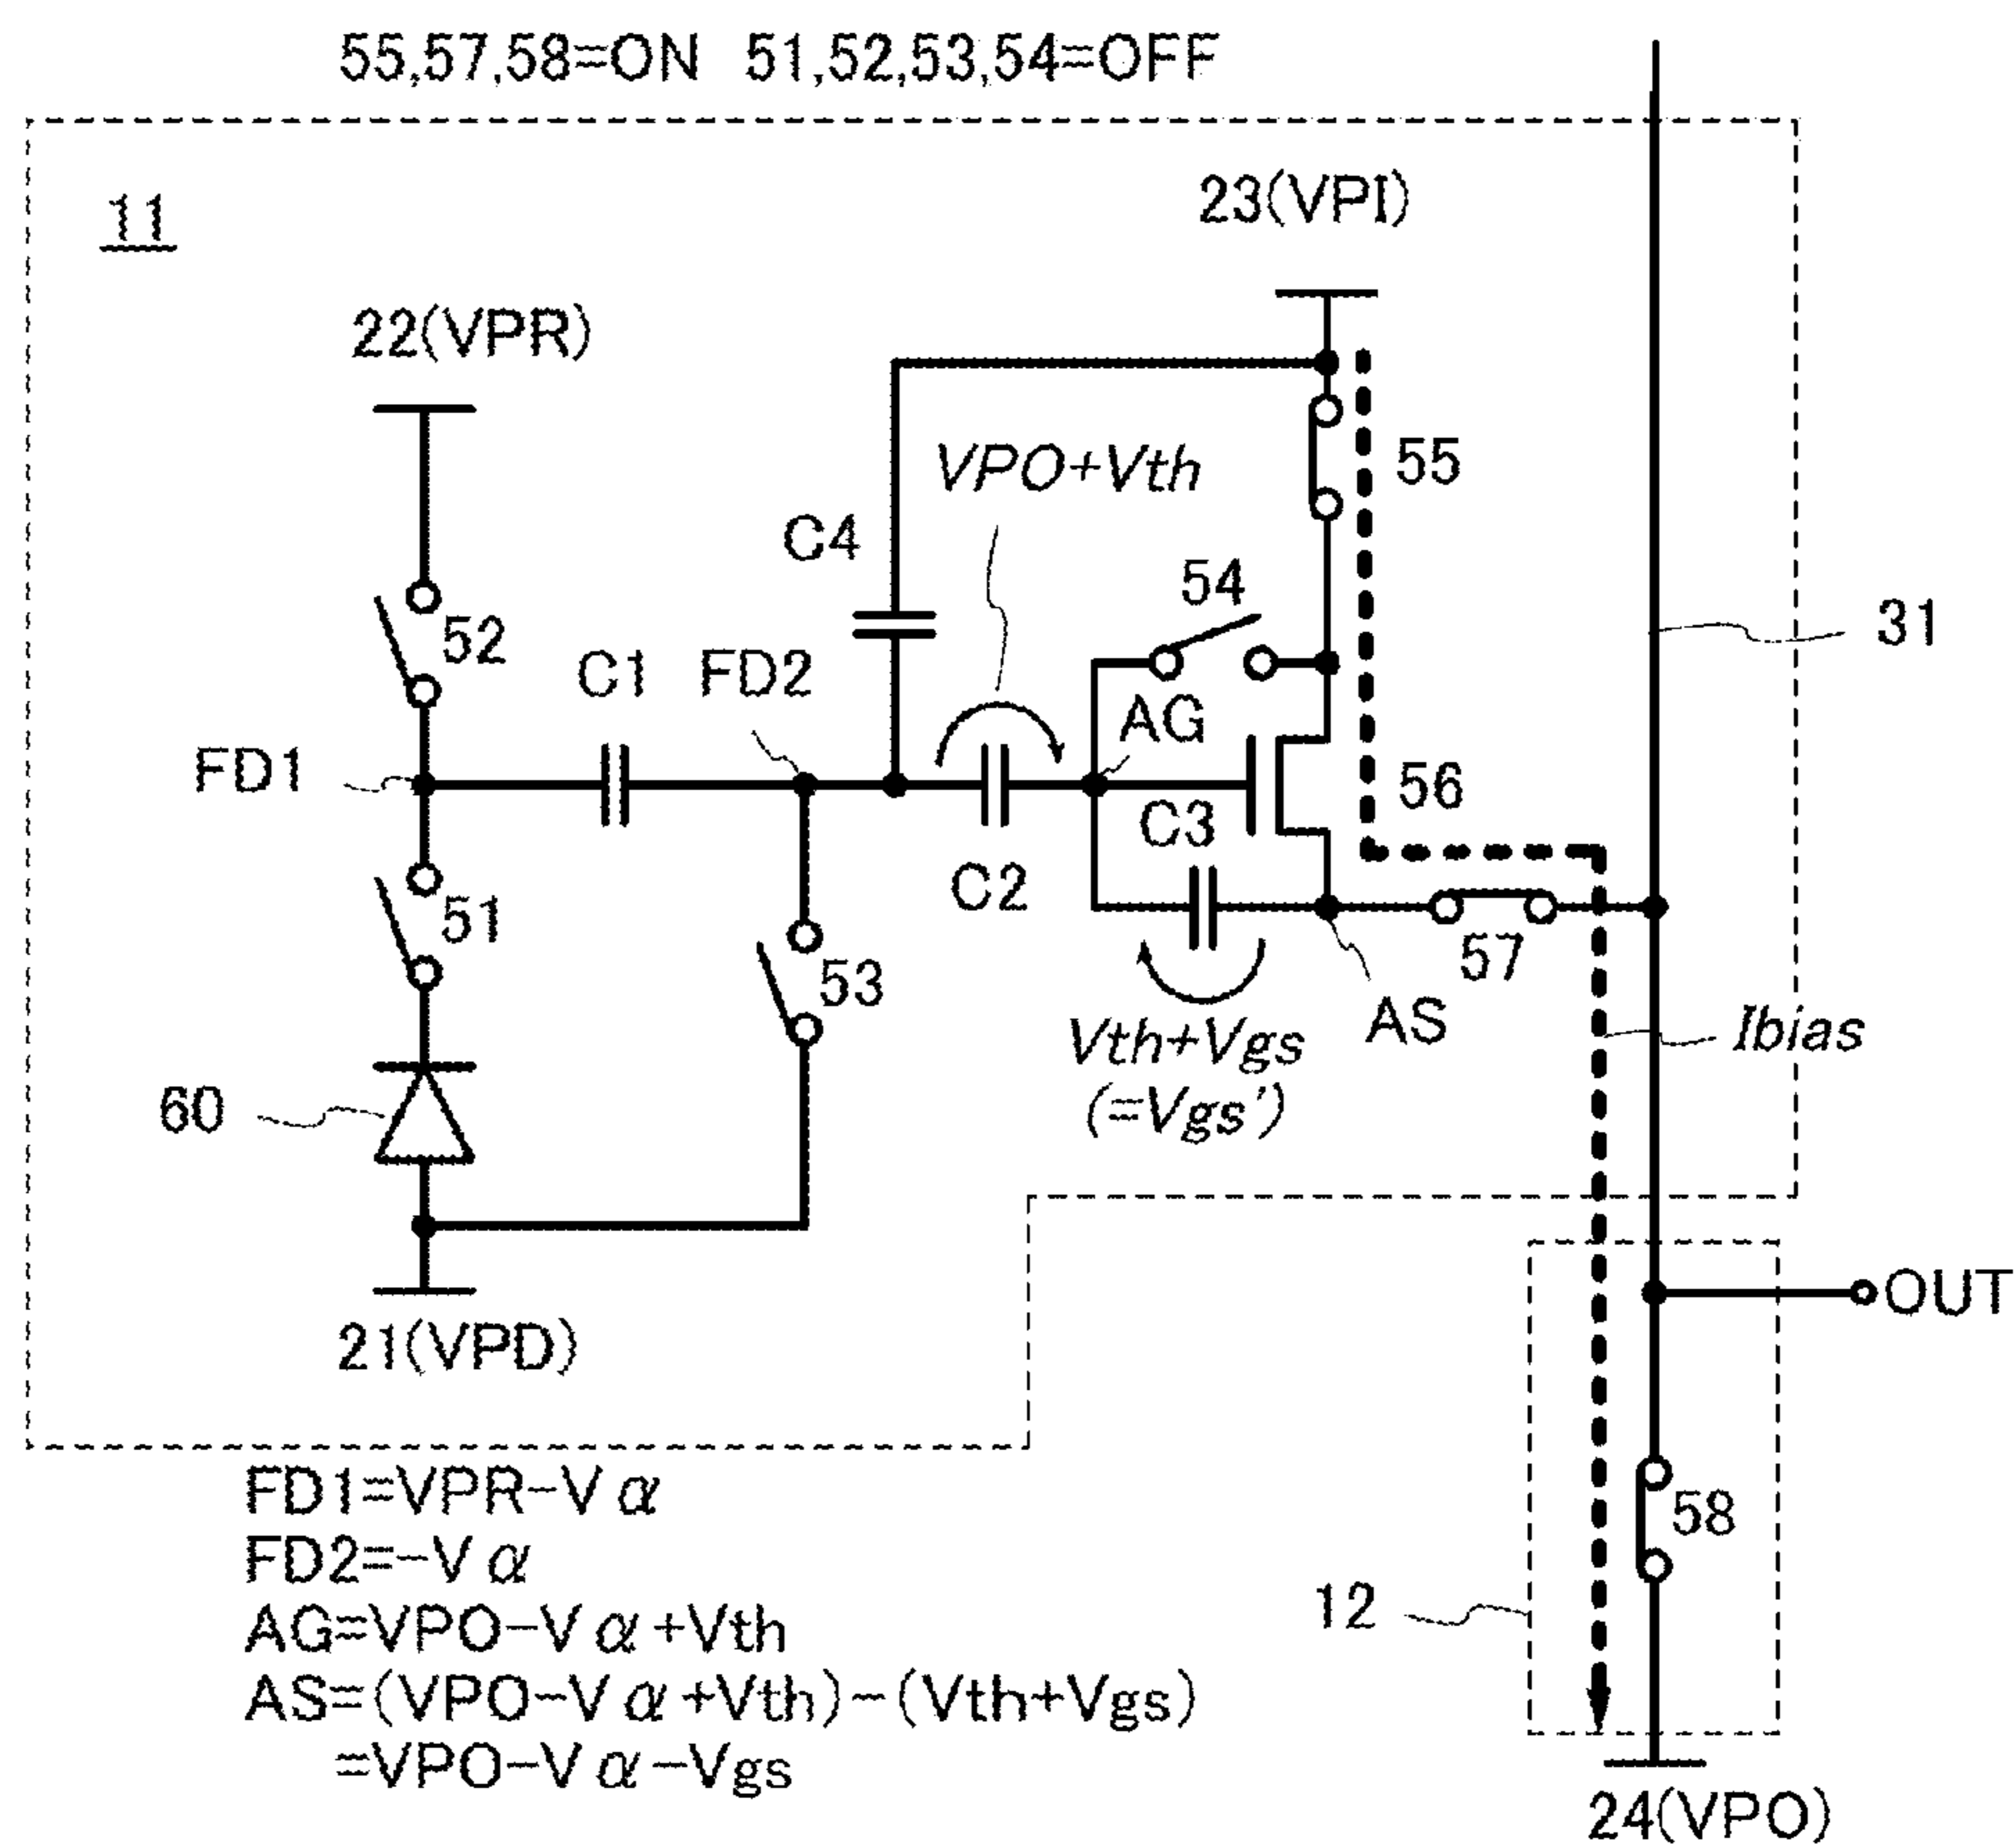 55,57,58=ON 51,52,53,54=OFF
11
23(VPI)
22(VPR)
VPO+Vth
55
C4
54
52
31
C1
FD2
AG
FD1
56
C3
C2
51
53
57
AS
Ibias
Vth+Vgs
(=Vgs')
60
OUT
21(VPD)
58
12
24(VPO)
FD1=VPR-Vα
FD2=-Vα
AG=VPO-Vα+Vth
AS=(VPO-Vα+Vth)-(Vth+Vgs)
=VPO-Vα-Vgs